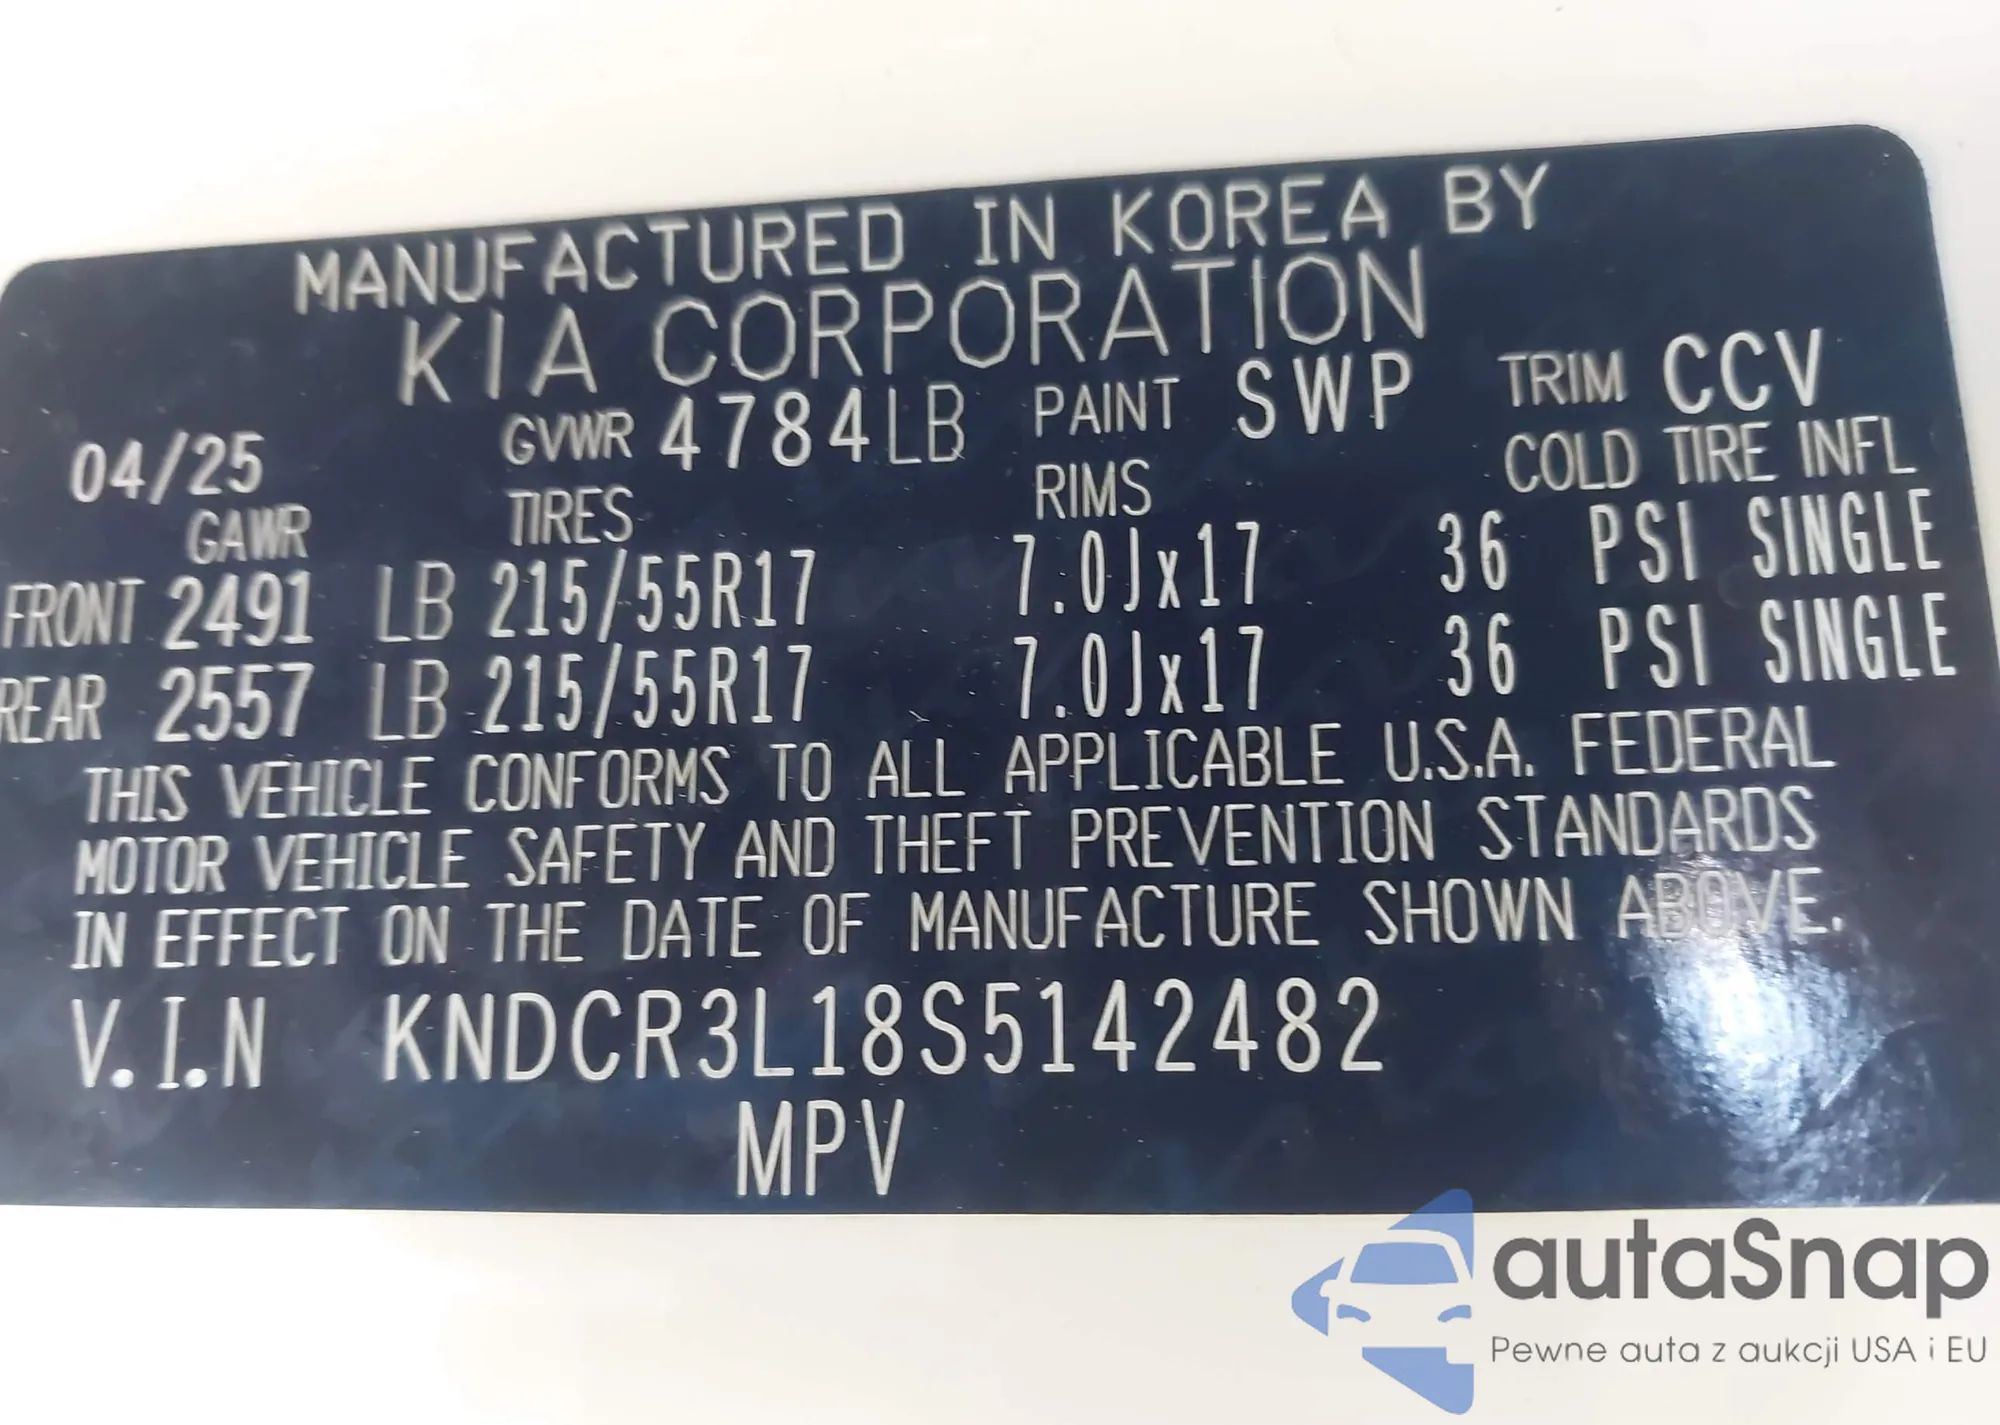 MANUFACTURED IN KOREA BY
KIA CORPORATION
04/25 GVWR 4784LB PAINT SWP TRIM CCV
GAWR TIRES RIMS COLD TIRE INFL
FRONT 2491 LB 215/55R17 7.0Jx17 36 PSI SINGLE
REAR 2557 LB 215/55R17 7.0Jx17 36 PSI SINGLE
THIS VEHICLE CONFORMS TO ALL APPLICABLE U.S.A. FEDERAL
MOTOR VEHICLE SAFETY AND THEFT PREVENTION STANDARDS
IN EFFECT ON THE DATE OF MANUFACTURE SHOWN ABOVE.
V.I.N KNDCR3L18S5142482
MPV
autaSnap
Pewne auta z aukcji USA i EU